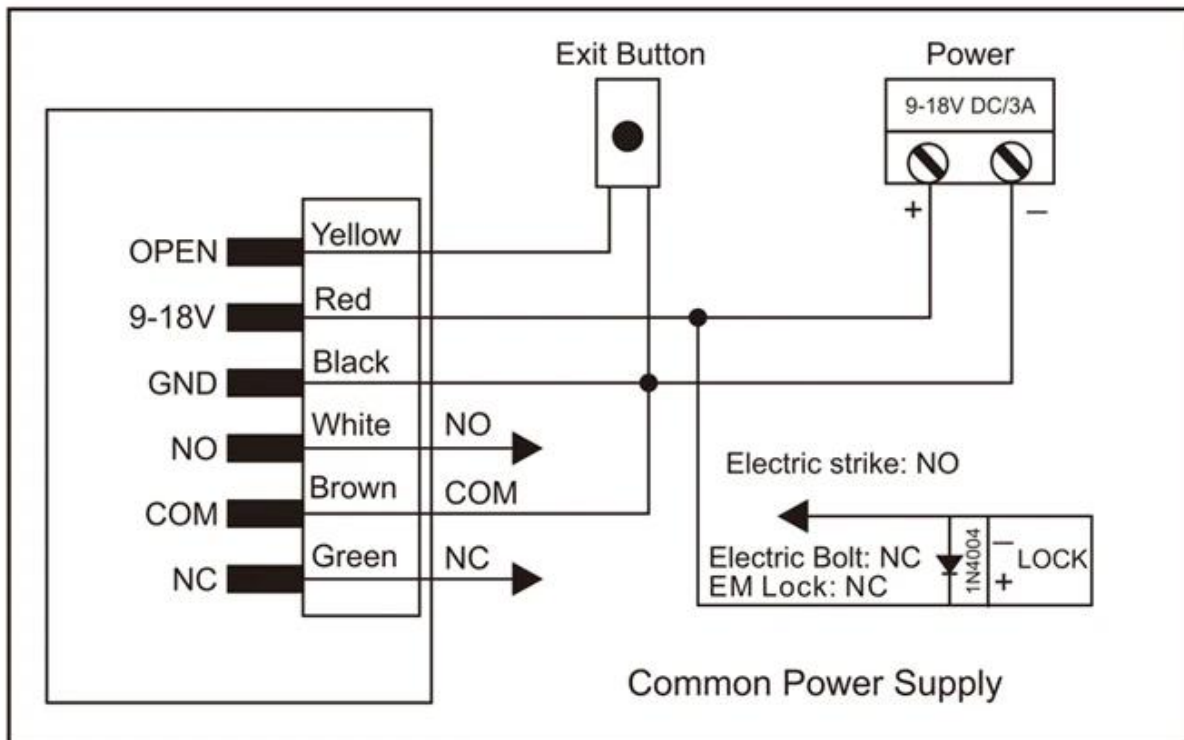 Exit Button
Power
9-18V DC/3A
+
—
OPEN
Yellow
9-18V
Red
GND
Black
NO
White
NO
COM
Brown
COM
NC
Green
NC
Electric strike: NO
Electric Bolt: NC
EM Lock: NC
1N4004
—
+
LOCK
Common Power Supply